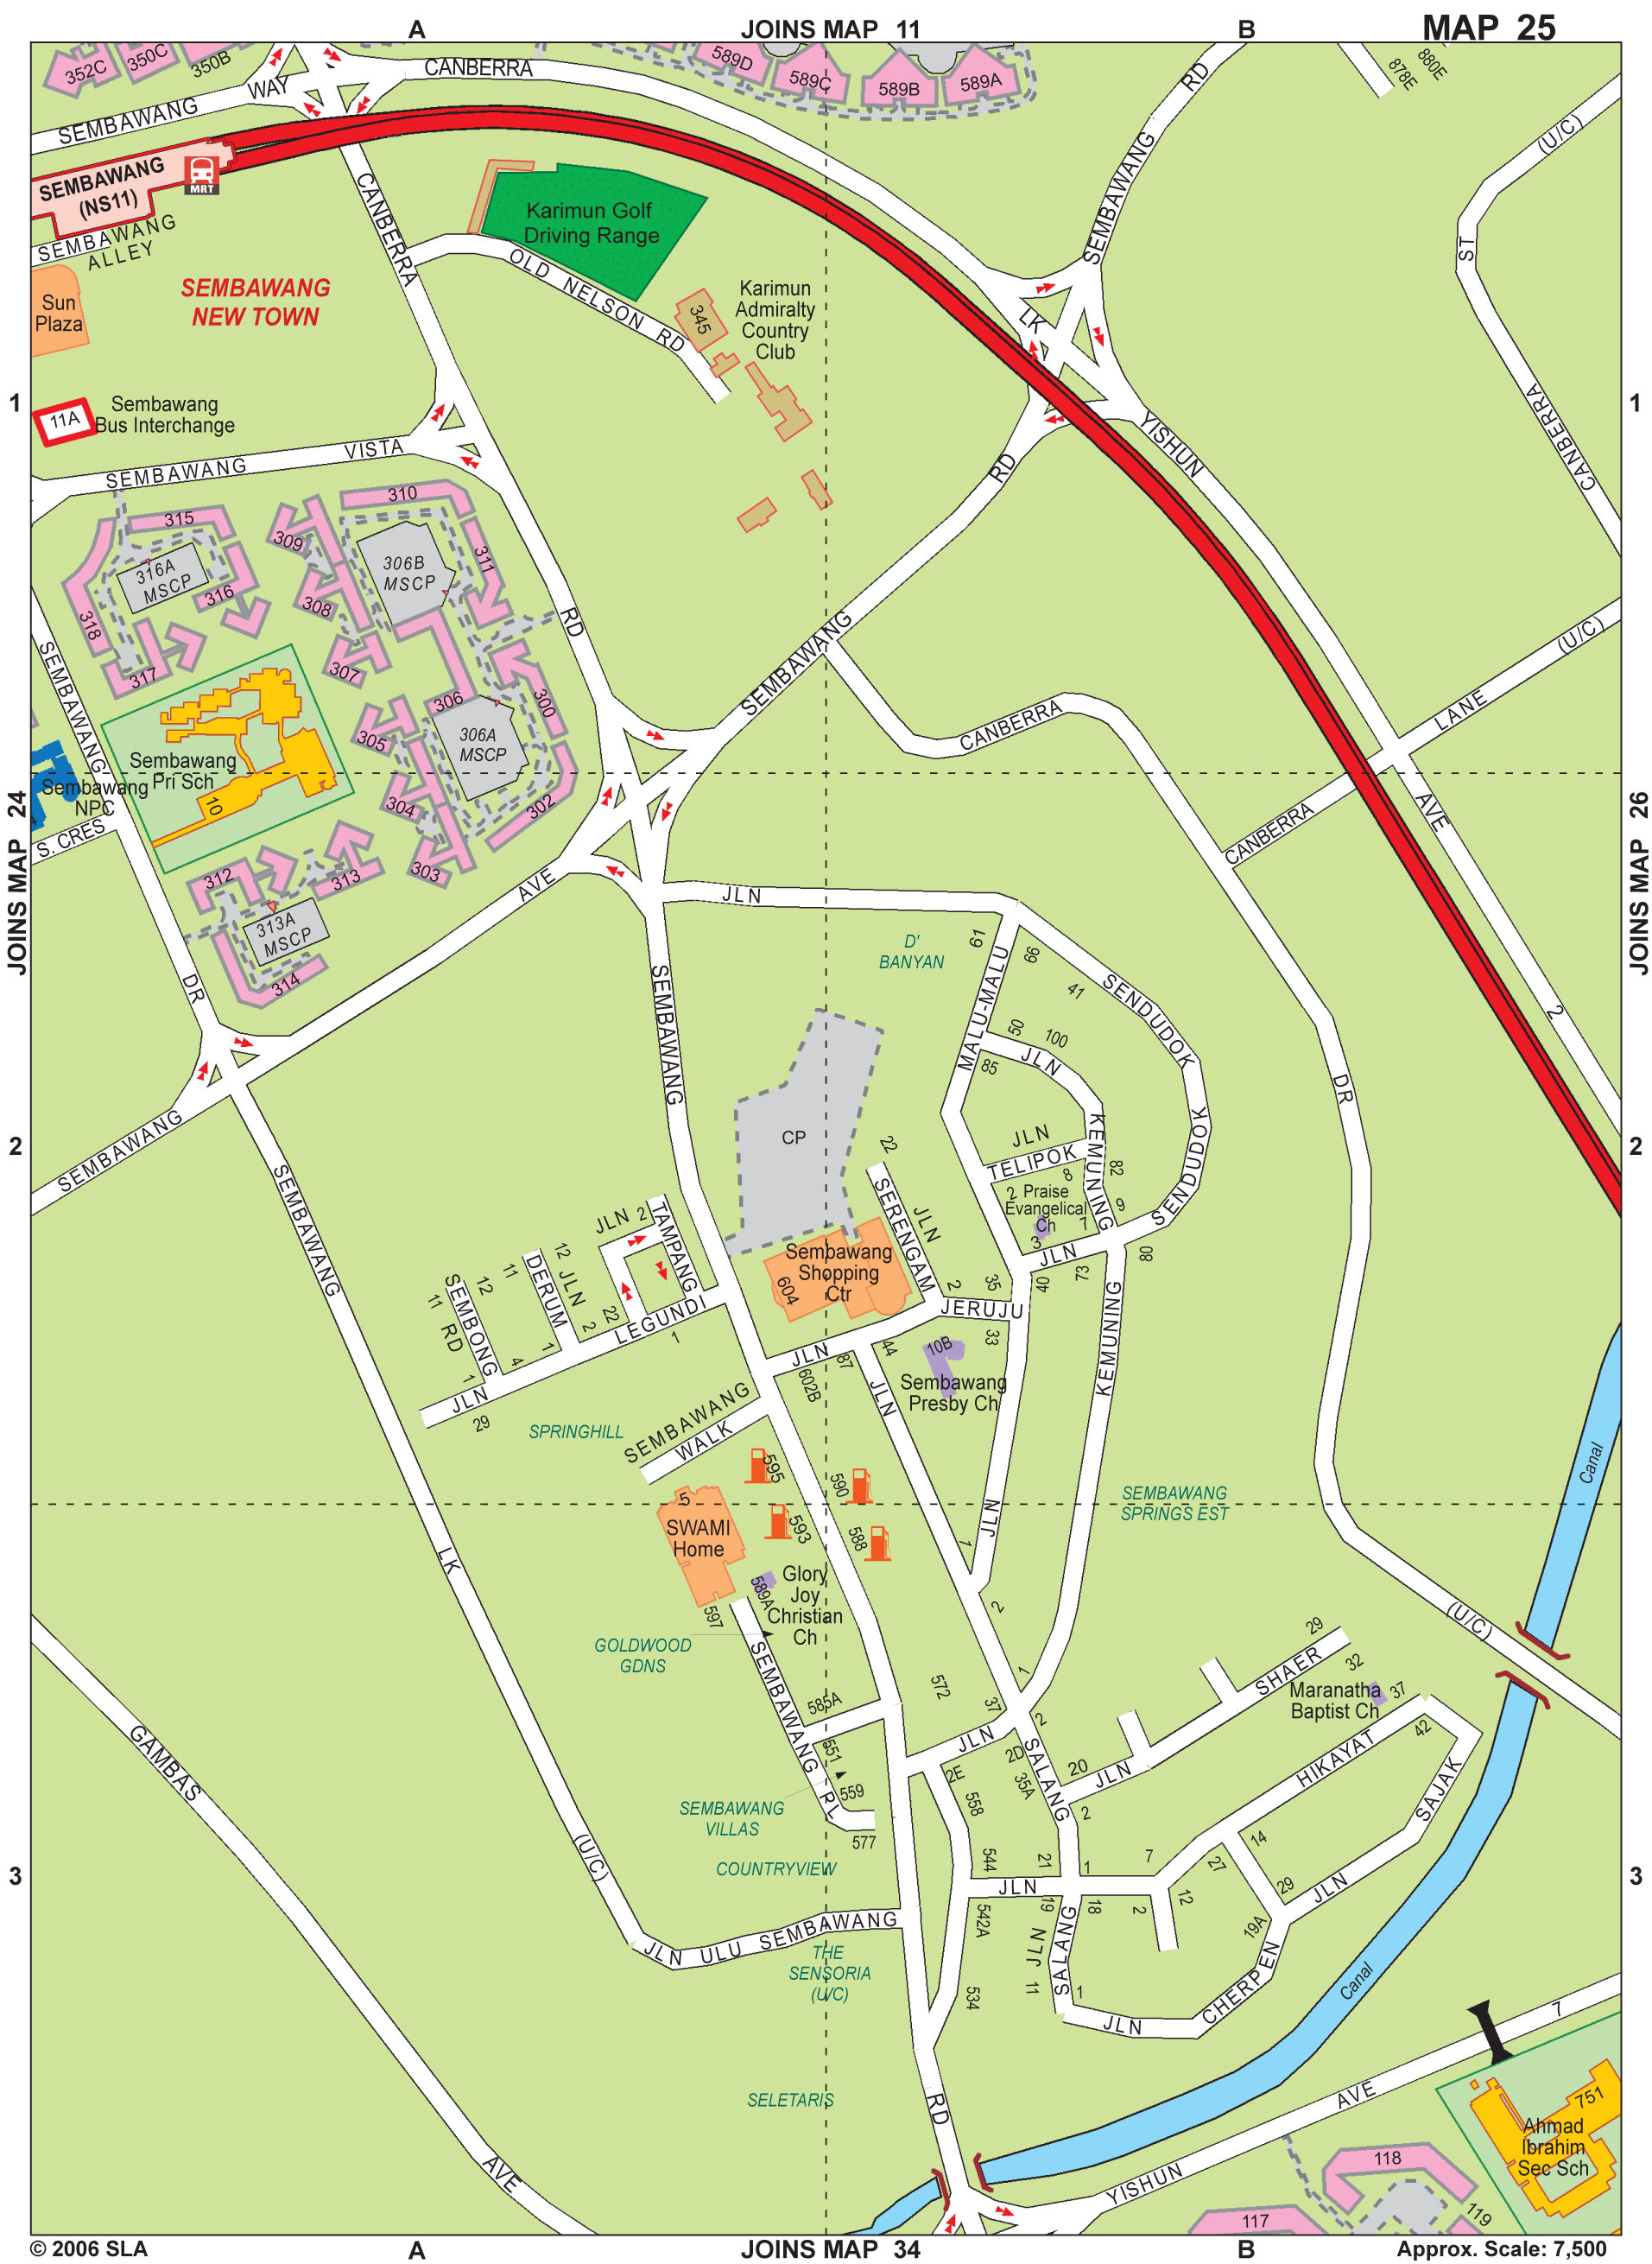 A
JOINS MAP 11
B
MAP 25
352C
350C
350B
589D
589C
589B
589A
878E
880E
SEMBAWANG
WAY
CANBERRA
SEMBAWANG
RD
(U/C)
ST
CANBERRA
SEMBAWANG
(NS11)
MRT
SEMBAWANG
ALLEY
CANBERRA
Karimun Golf
Driving Range
OLD NELSON RD
Sun
Plaza
SEMBAWANG
NEW TOWN
345
Karimun
Admiralty
Country
Club
LK
YISHUN
1
1
11A
Sembawang
Bus Interchange
SEMBAWANG
VISTA
RD
310
315
309
311
316A
MSCP
306B
MSCP
316
308
318
RD
SEMBAWANG
(U/C)
317
307
300
306
305
306A
MSCP
SEMBAWANG
CANBERRA
LANE
Sembawang
Pri Sch
10
Sembawang
NPC
S. CRES
304
302
303
JOINS MAP 24
JOINS MAP 26
CANBERRA
AVE
2
312
313
313A
MSCP
314
AVE
JLN
DR
D'
BANYAN
61
66
41
SENDUDOK
MALU-MALU
50
100
85
JLN
SEMBAWANG
DR
CP
KEMUNING
SENDUDOK
2
2
SEMBAWANG
SEMBAWANG
22
JLN
TELIPOK
8
82
2
Praise
Evangelical
Ch
7
9
SENDUDOK
3
JLN
80
SERENGAM
JLN
JLN 2
TAMPANG
Sembawang
Shopping
Ctr
604
2
35
40
73
12
11
JLN
DERUM
12
11
SEMBONG
RD
22
2
LEGUNDI
1
1
4
1
JLN
29
JERUJU
33
KEMUNING
JLN
87
44
602B
10B
Sembawang
Presby Ch
JLN
SPRINGHILL
SEMBAWANG
WALK
595
590
SEMBAWANG
SPRINGS EST
Canal
5
SWAMI
Home
593
588
1
JLN
LK
589A
Glory
Joy
Christian
Ch
597
2
GOLDWOOD
GDNS
SEMBAWANG
PL
585A
572
37
1
2
(U/C)
29
SHAER
32
Maranatha
Baptist Ch
37
42
JLN
SALANG
2D
35A
20
JLN
HIKAYAT
SAJAK
551
559
2E
558
2
577
SEMBAWANG
VILLAS
COUNTRYVIEW
GAMBAS
(U/C)
3
3
544
21
1
7
27
14
JLN
19
18
2
12
29
JLN
19A
542A
JLN
SALANG
JLN ULU SEMBAWANG
THE
SENSORIA
(U/C)
534
11
1
JLN
CHERPEN
Canal
7
SELETARIS
RD
AVE
AVE
YISHUN
751
Ahmad
Ibrahim
Sec Sch
118
117
119
© 2006 SLA
A
JOINS MAP 34
B
Approx. Scale: 7,500